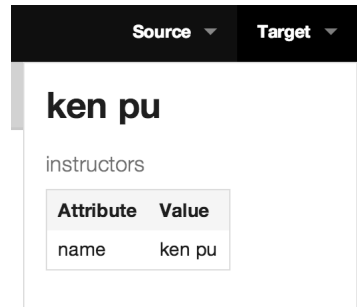 Source Target
ken pu
instructors
Attribute Value
name ken pu